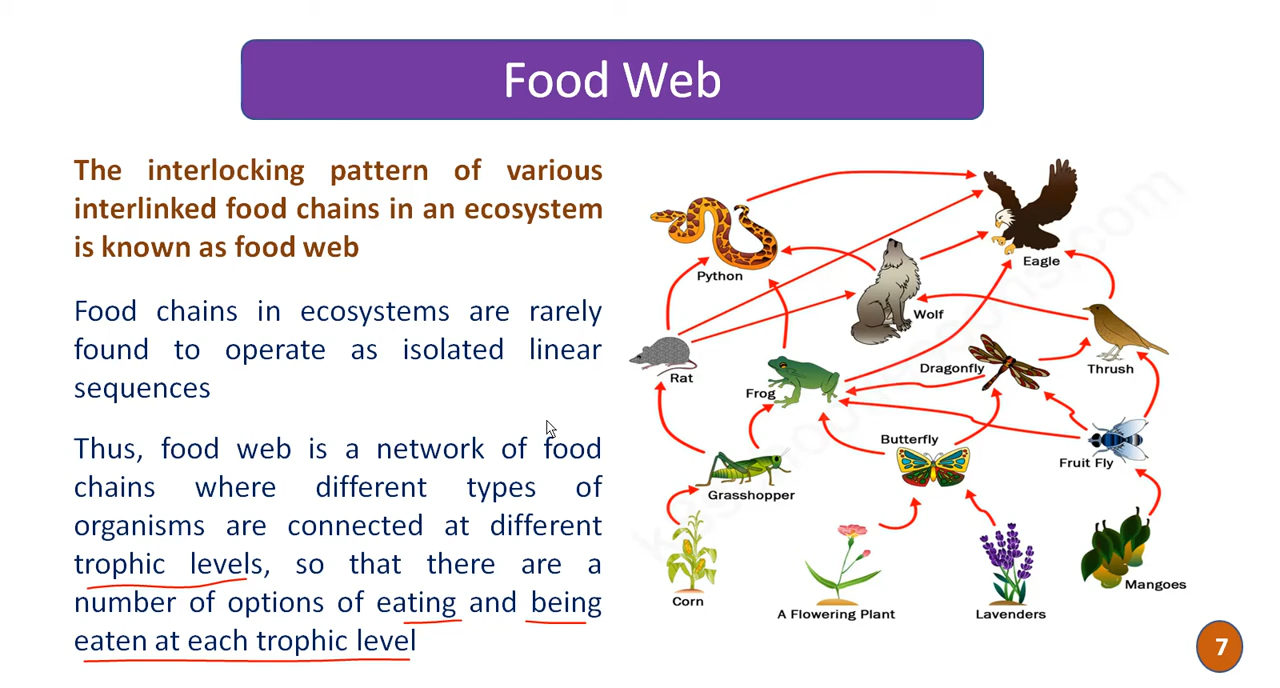 Food Web
The interlocking pattern of various
interlinked food chains in an ecosystem
is known as food web
Food chains in ecosystems are rarely
found to operate as isolated linear
sequences
Thus, food web is a network of food
chains where different types of
organisms are connected at different
trophic levels, so that there are a
number of options of eating and being
eaten at each trophic level
Python
Eagle
Wolf
Rat
Frog
Dragonfly
Thrush
Butterfly
Fruit Fly
Grasshopper
Corn
A Flowering Plant
Lavenders
Mangoes
7